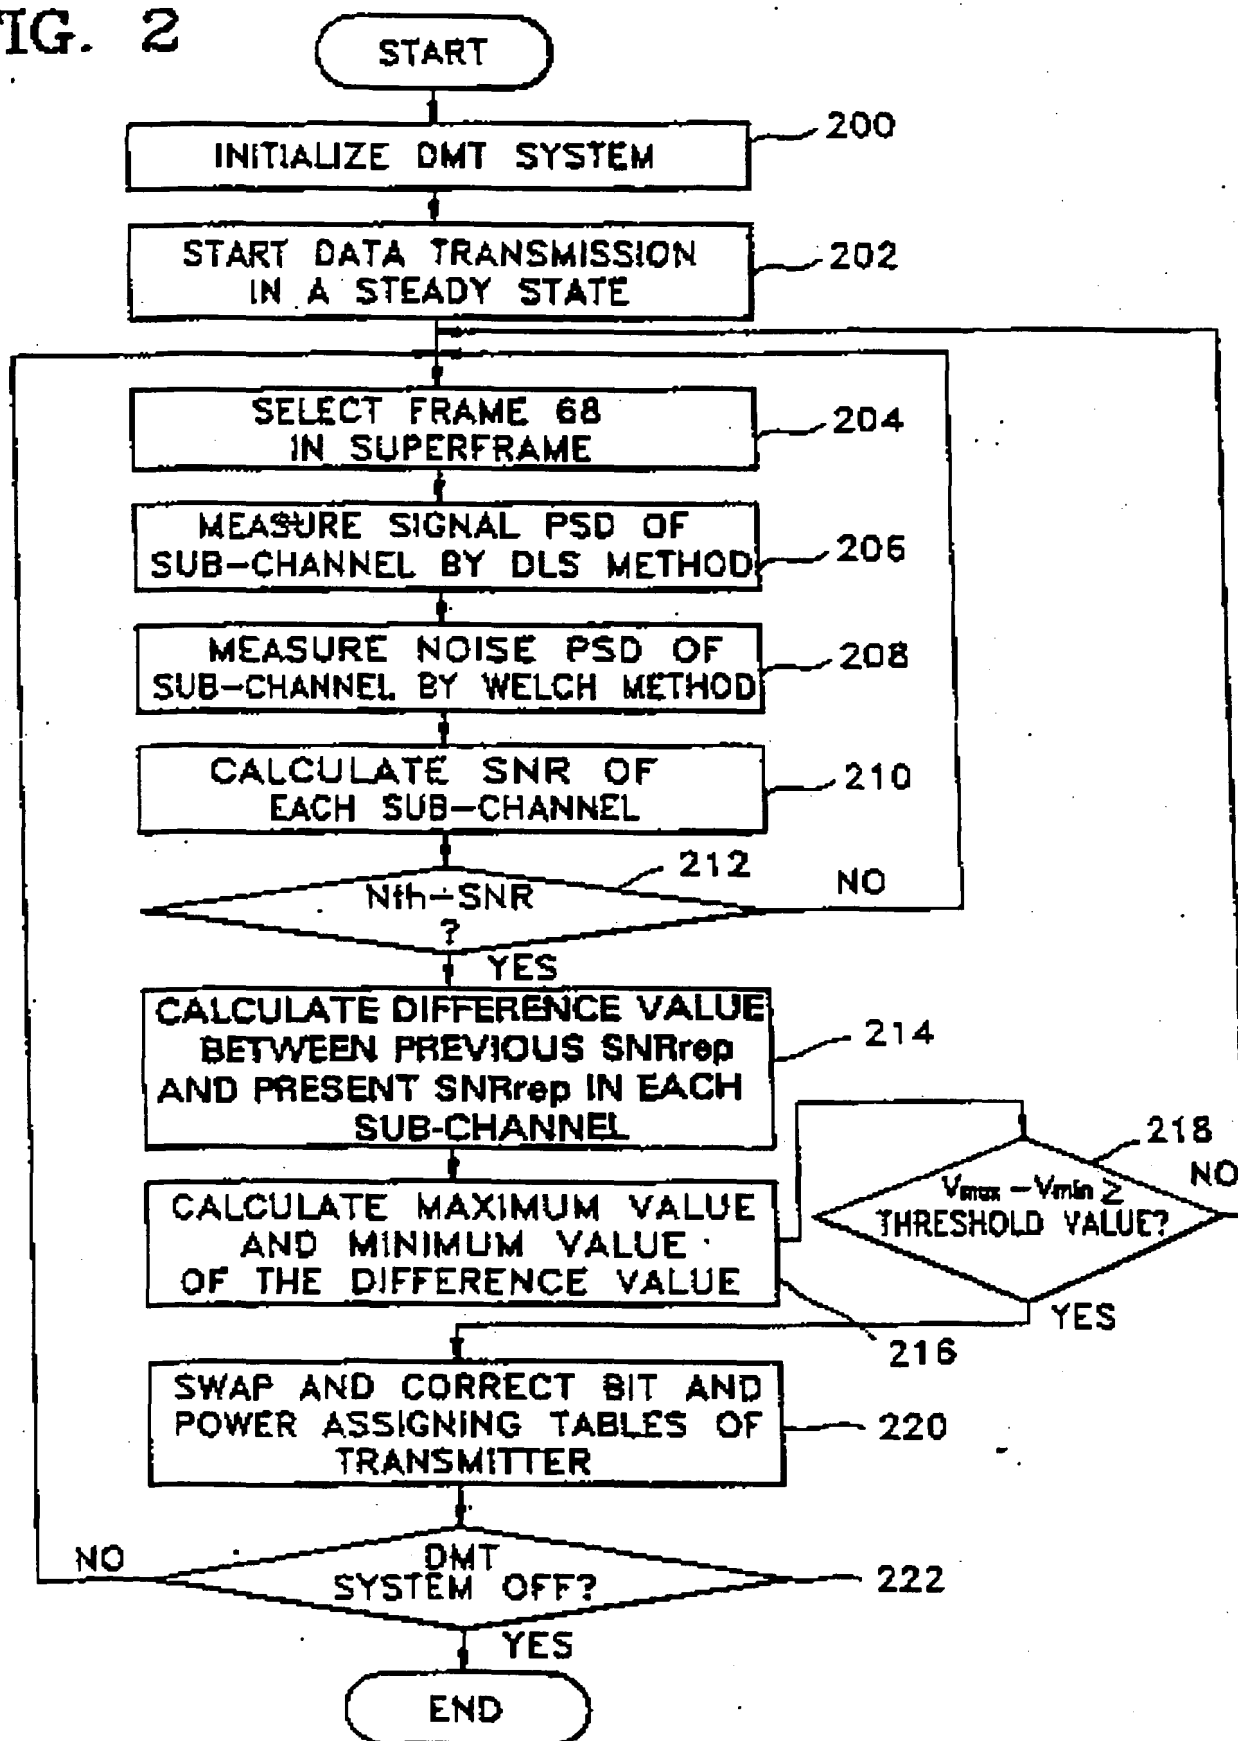 FIG. 2
START
INITIALIZE DMT SYSTEM
200
START DATA TRANSMISSION
IN A STEADY STATE
202
SELECT FRAME 68
IN SUPERFRAME
204
MEASURE SIGNAL PSD OF
SUB-CHANNEL BY DLS METHOD
206
MEASURE NOISE PSD OF
SUB-CHANNEL BY WELCH METHOD
208
CALCULATE SNR OF
EACH SUB-CHANNEL
210
212
Nth-SNR
?
NO
YES
CALCULATE DIFFERENCE VALUE
BETWEEN PREVIOUS SNRrep
AND PRESENT SNRrep IN EACH
SUB-CHANNEL
214
CALCULATE MAXIMUM VALUE
AND MINIMUM VALUE
OF THE DIFFERENCE VALUE
216
218
Vmax - Vmin ≥
THRESHOLD VALUE?
NO
YES
SWAP AND CORRECT BIT AND
POWER ASSIGNING TABLES OF
TRANSMITTER
220
DMT
SYSTEM OFF?
222
NO
YES
END